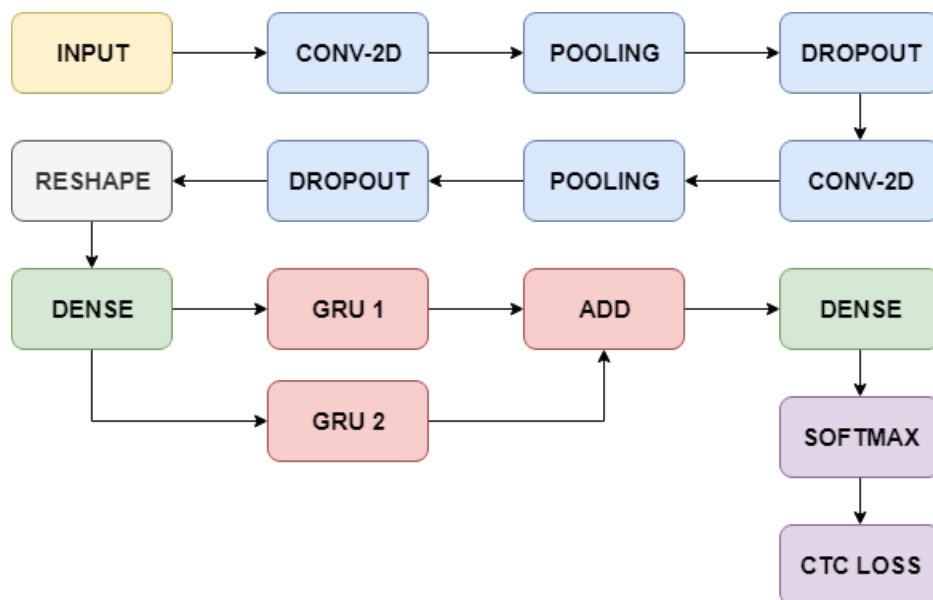 INPUT
CONV-2D
POOLING
DROPOUT
RESHAPE
DROPOUT
POOLING
CONV-2D
DENSE
GRU 1
ADD
DENSE
GRU 2
SOFTMAX
CTC LOSS